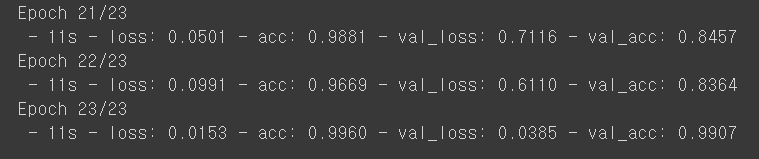 Epoch 21/23
- 11s - loss: 0.0501 - acc: 0.9881 - val_loss: 0.7116 - val_acc: 0.8457
Epoch 22/23
- 11s - loss: 0.0991 - acc: 0.9669 - val_loss: 0.6110 - val_acc: 0.8364
Epoch 23/23
- 11s - loss: 0.0153 - acc: 0.9960 - val_loss: 0.0385 - val_acc: 0.9907